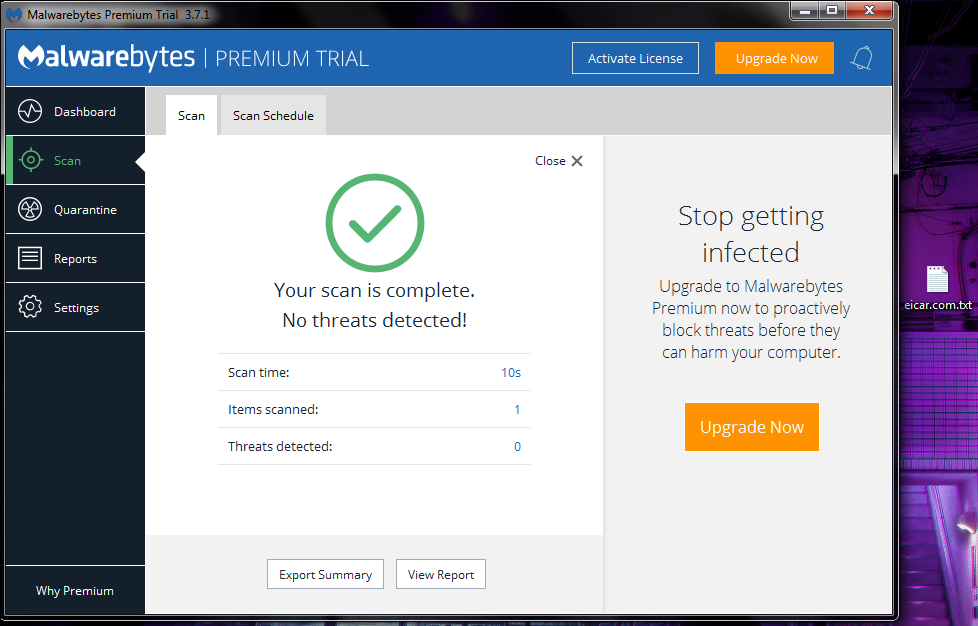 Malwarebytes Premium Trial 3.7.1
Malwarebytes | PREMIUM TRIAL
Activate License
Upgrade Now
Dashboard
Scan
Quarantine
Reports
Settings
Why Premium
Scan
Scan Schedule
Close
Your scan is complete.
No threats detected!
Scan time: 10s
Items scanned: 1
Threats detected: 0
Export Summary
View Report
Stop getting
infected
Upgrade to Malwarebytes
Premium now to proactively
block threats before they
can harm your computer.
Upgrade Now
eicar.com.txt